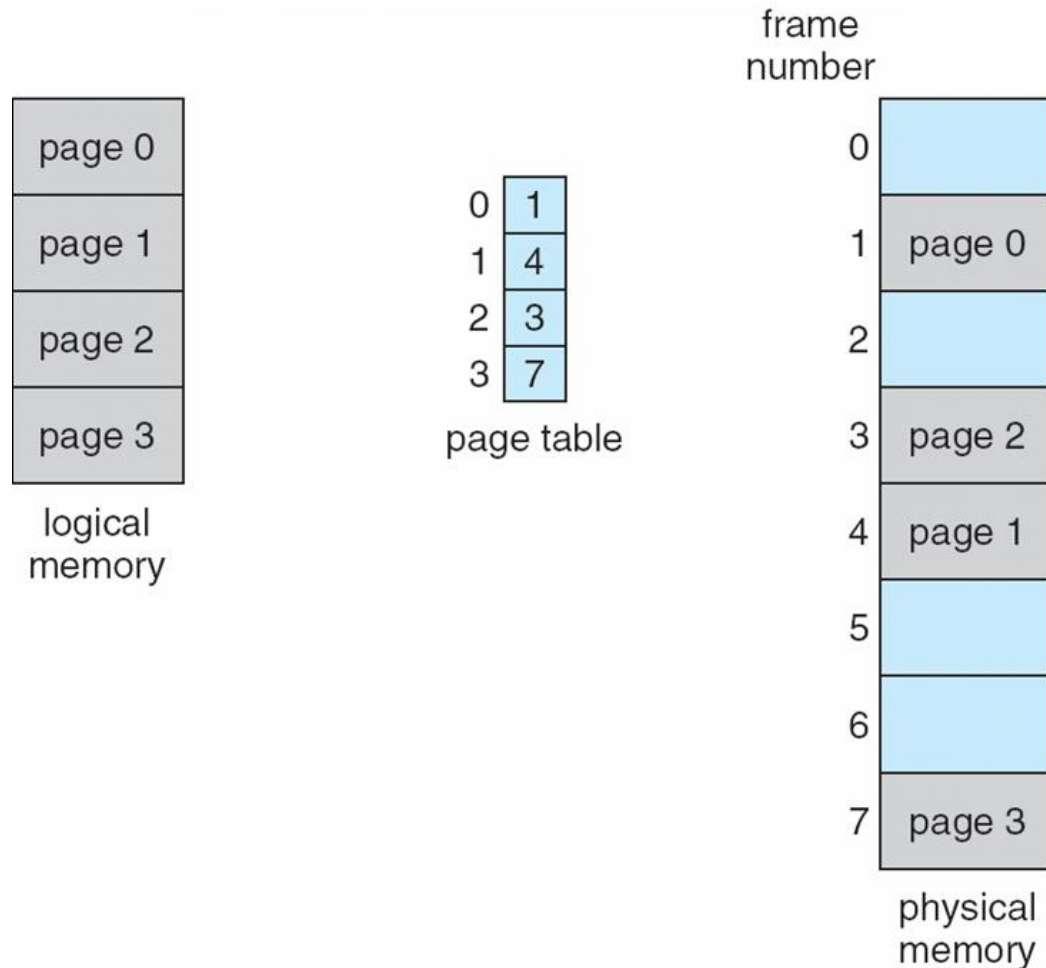 page 0
page 1
page 2
page 3
logical
memory
0 1
1 4
2 3
3 7
page table
frame
number
0
1 page 0
2
3 page 2
4 page 1
5
6
7 page 3
physical
memory